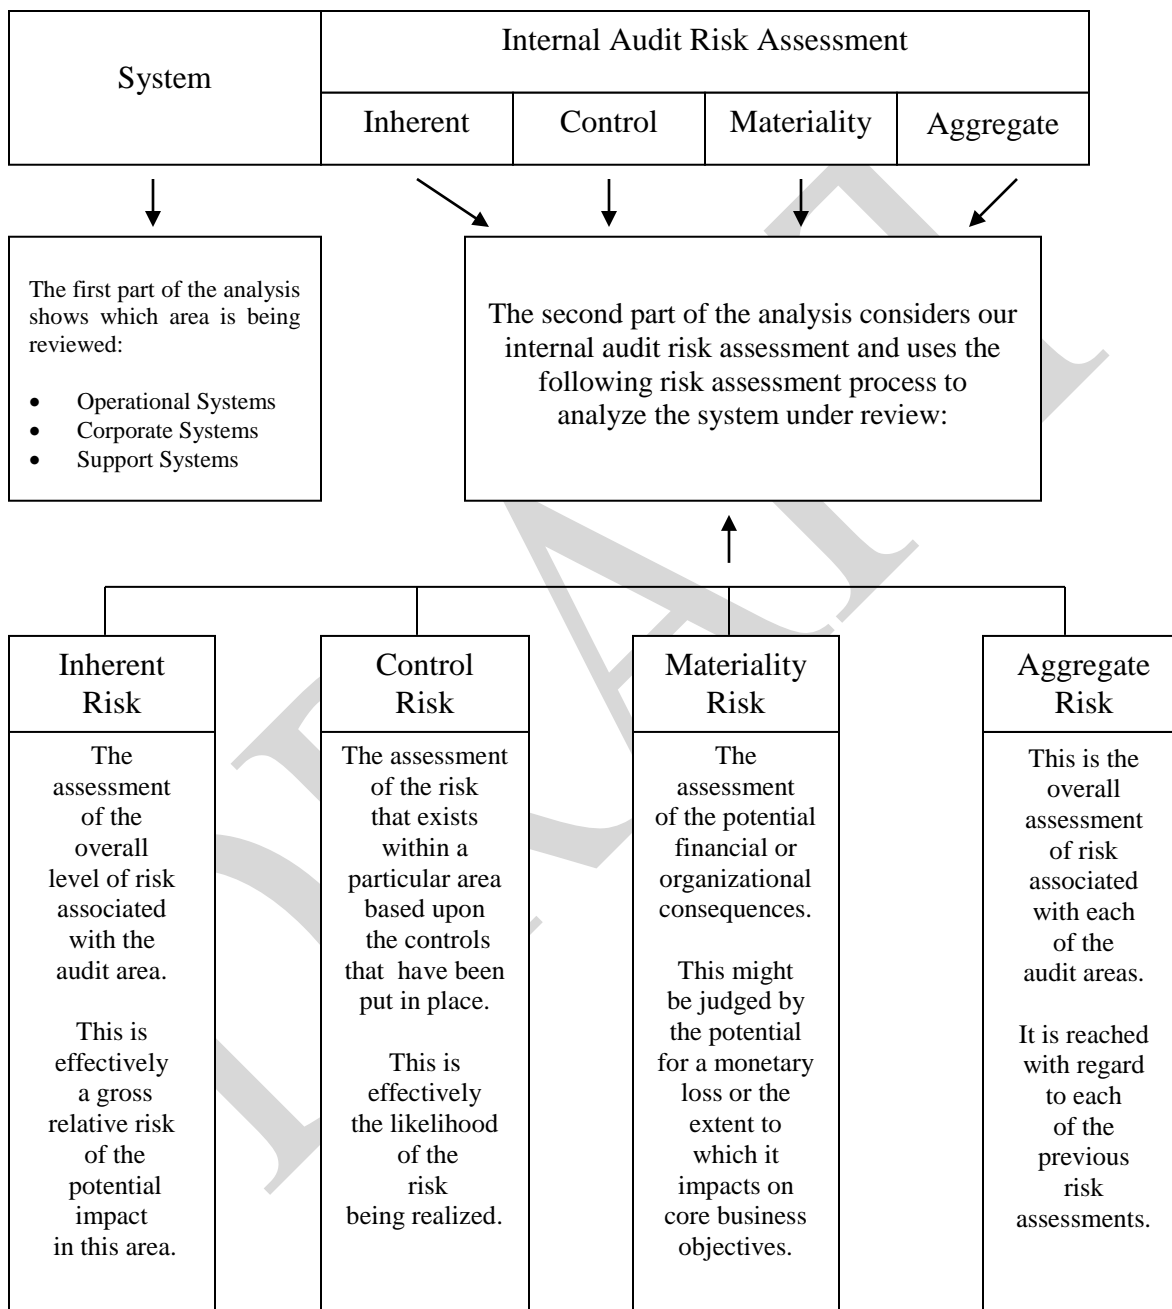 System
Internal Audit Risk Assessment
Inherent
Control
Materiality
Aggregate
The first part of the analysis
shows which area is being
reviewed:
• Operational Systems
• Corporate Systems
• Support Systems
The second part of the analysis considers our
internal audit risk assessment and uses the
following risk assessment process to
analyze the system under review:
Inherent
Risk
The
assessment
of the
overall
level of risk
associated
with the
audit area.
This is
effectively
a gross
relative risk
of the
potential
impact
in this area.
Control
Risk
The assessment
of the risk
that exists
within a
particular area
based upon
the controls
that have been
put in place.
This is
effectively
the likelihood
of the
risk
being realized.
Materiality
Risk
The
assessment
of the potential
financial or
organizational
consequences.
This might
be judged by
the potential
for a monetary
loss or the
extent to
which it
impacts on
core business
objectives.
Aggregate
Risk
This is the
overall
assessment
of risk
associated
with each
of the
audit areas.
It is reached
with regard
to each
of the
previous
risk
assessments.
DRAFT